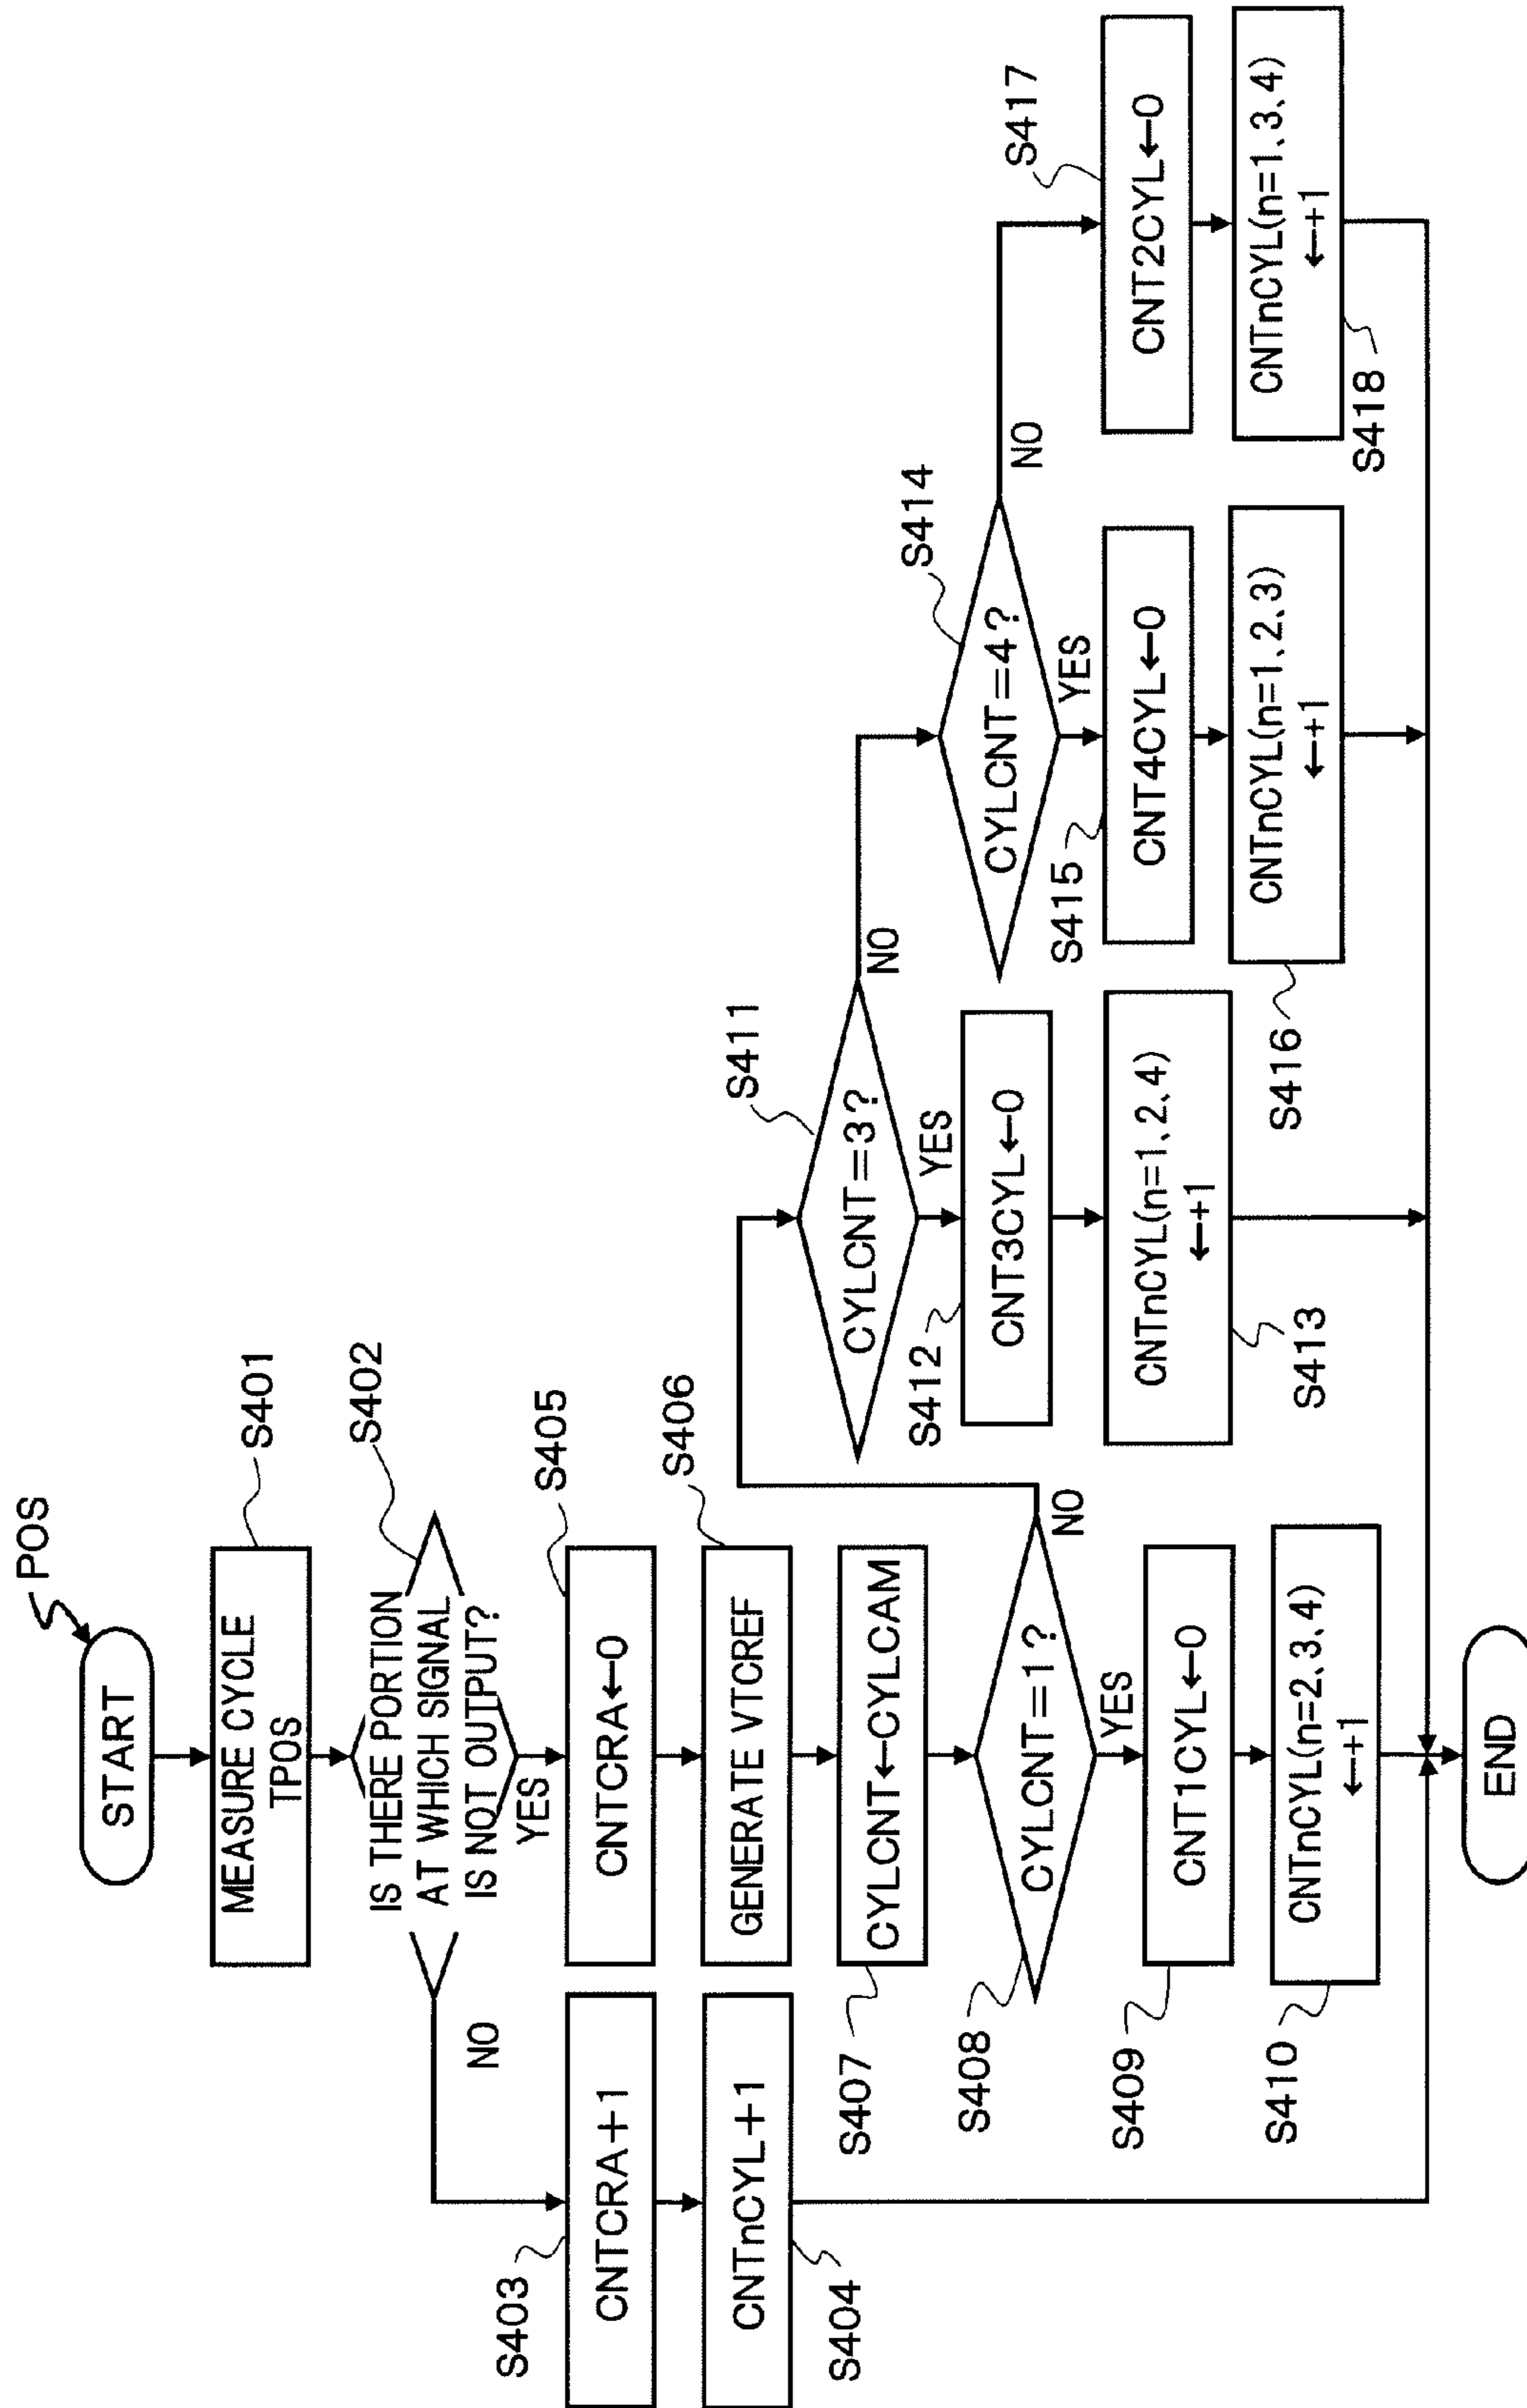 POS
START
MEASURE CYCLE
TPOS
S401
IS THERE PORTION
AT WHICH SIGNAL
IS NOT OUTPUT?
S402
NO
YES
S403
CNTCRA+1
CNTCRA←0
S405
CNTnCYL+1
S404
GENERATE VTCREF
S406
CYLCNT←CYLCAM
S407
CYLCNT=1?
S408
NO
YES
S409
CNT1CYL←0
S410
CNTnCYL(n=2、3、4)
←+1
CYLCNT=3?
S411
NO
YES
S412
CNT3CYL←0
CNTnCYL(n=1、2、4)
←+1
S413
CYLCNT=4?
S414
NO
YES
S415
CNT4CYL←0
CNTnCYL(n=1、2、3)
←+1
S416
S417
CNT2CYL←0
CNTnCYL(n=1、3、4)
←+1
S418
END